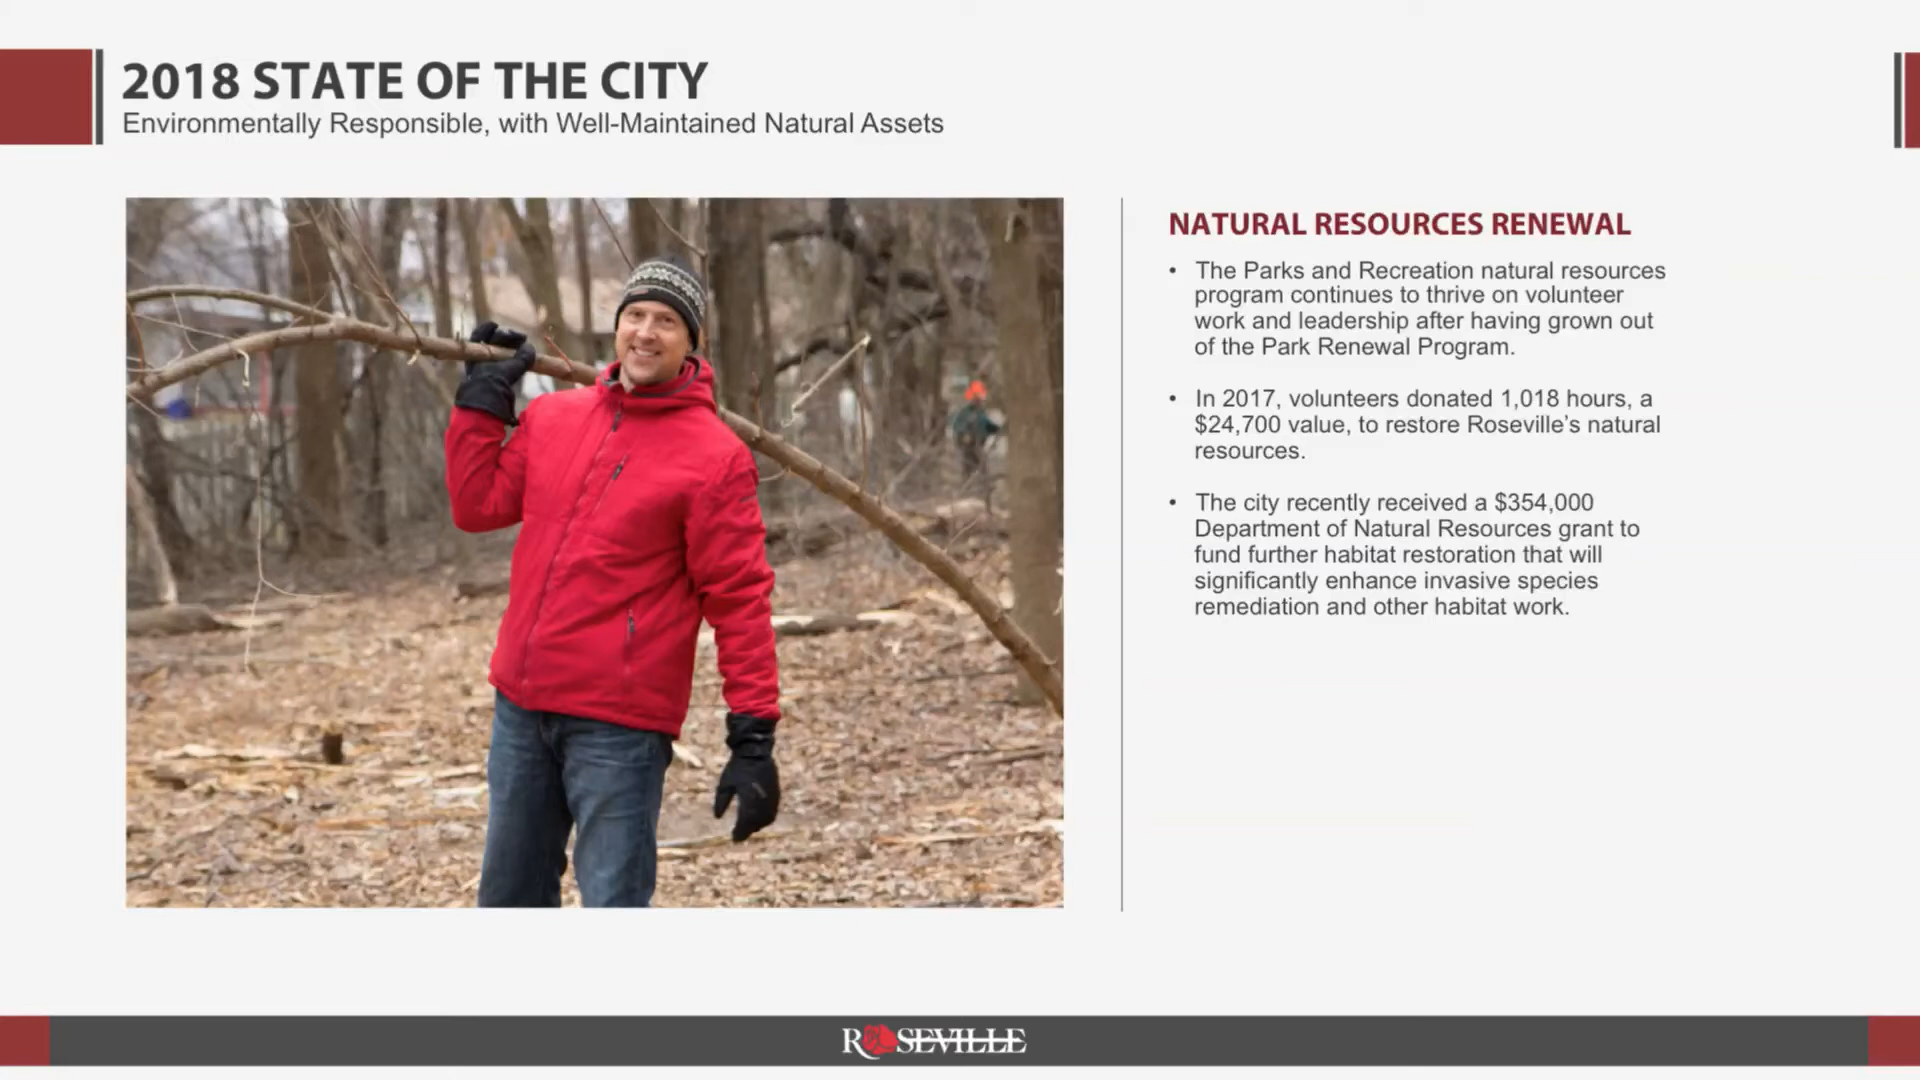 2018 STATE OF THE CITY
Environmentally Responsible, with Well-Maintained Natural Assets
NATURAL RESOURCES RENEWAL
• The Parks and Recreation natural resources
program continues to thrive on volunteer
work and leadership after having grown out
of the Park Renewal Program.
• In 2017, volunteers donated 1,018 hours, a
$24,700 value, to restore Roseville’s natural
resources.
• The city recently received a $354,000
Department of Natural Resources grant to
fund further habitat restoration that will
significantly enhance invasive species
remediation and other habitat work.
ROSEVILLE